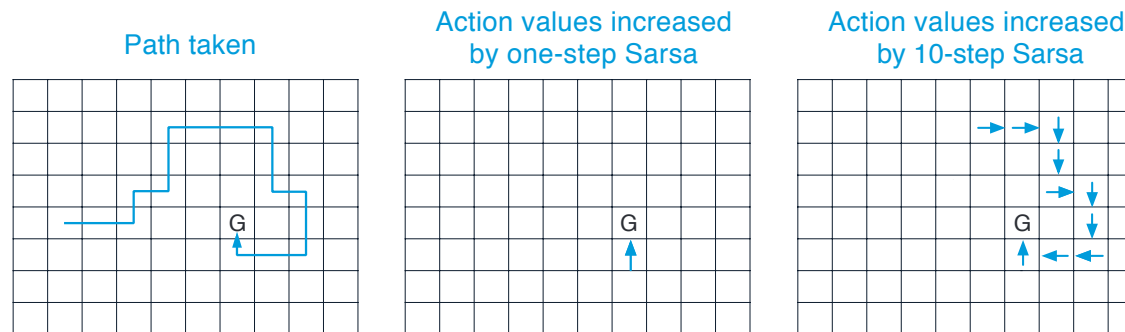 Path taken
Action values increased
by one-step Sarsa
Action values increased
by 10-step Sarsa
G
G
G